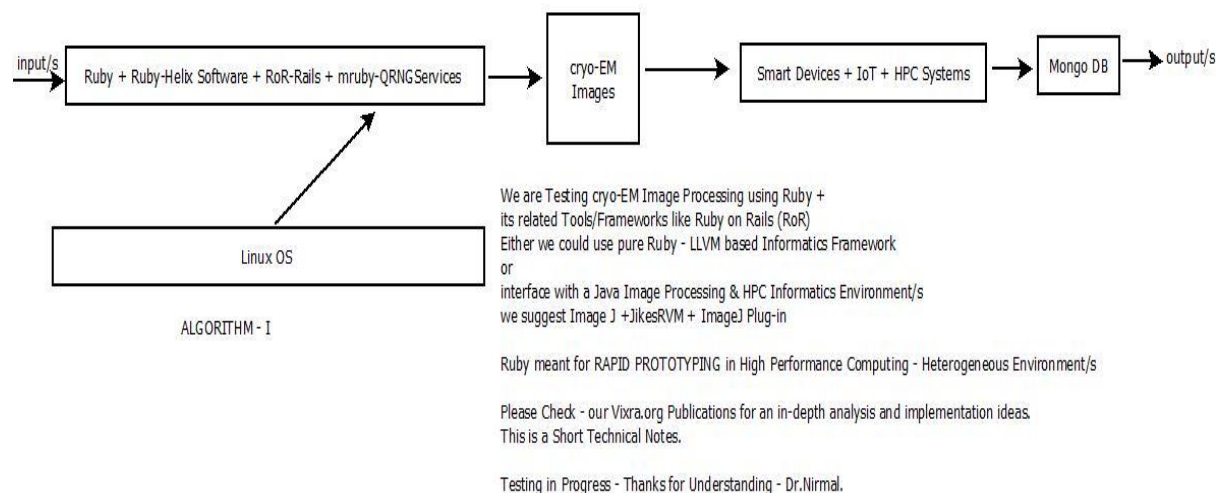 input/s
Ruby + Ruby-Helix Software + RoR-Rails + mruby-QRNGServices
cryo-EM
Images
Smart Devices + IoT + HPC Systems
Mongo DB
output/s
Linux OS
ALGORITHM - I
We are Testing cryo-EM Image Processing using Ruby +
its related Tools/Frameworks like Ruby on Rails (RoR)
Either we could use pure Ruby - LLVM based Informatics Framework
or
interface with a Java Image Processing & HPC Informatics Environment/s
we suggest Image J +JikesRVM + ImageJ Plug-in
Ruby meant for RAPID PROTOTYPING in High Performance Computing - Heterogeneous Environment/s
Please Check - our Vixra.org Publications for an in-depth analysis and implementation ideas.
This is a Short Technical Notes.
Testing in Progress - Thanks for Understanding - Dr.Nirmal.